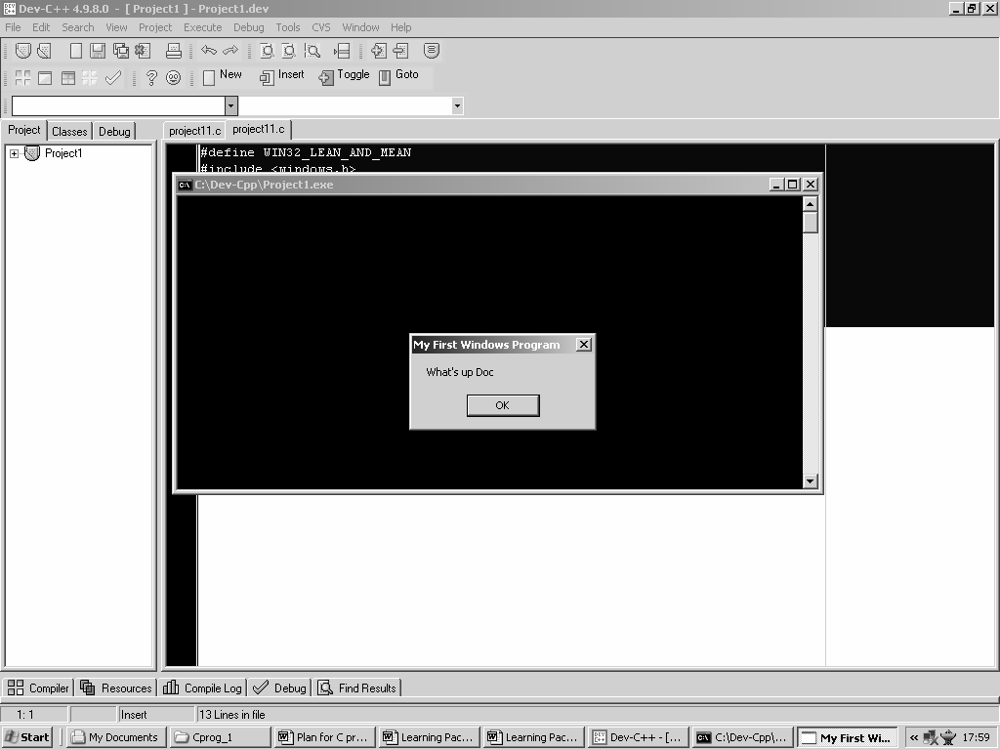 Dev-C++ 4.9.8.0 - [ Project1 ] - Project1.dev
File Edit Search View Project Execute Debug Tools CVS Window Help
New Insert Toggle Goto
Project Classes Debug project11.c project11.c
Project1
#define WIN32_LEAN_AND_MEAN
#include <windows.h>
C:\Dev-Cpp\Project1.exe
My First Windows Program
What's up Doc
OK
Compiler Resources Compile Log Debug Find Results
1: 1 Insert 13 Lines in file
Start My Documents Cprog_1 Plan for C pr... Learning Pac... Learning Pac... Dev-C++ - [... C:\Dev-Cpp\... My First Wi... « 17:59